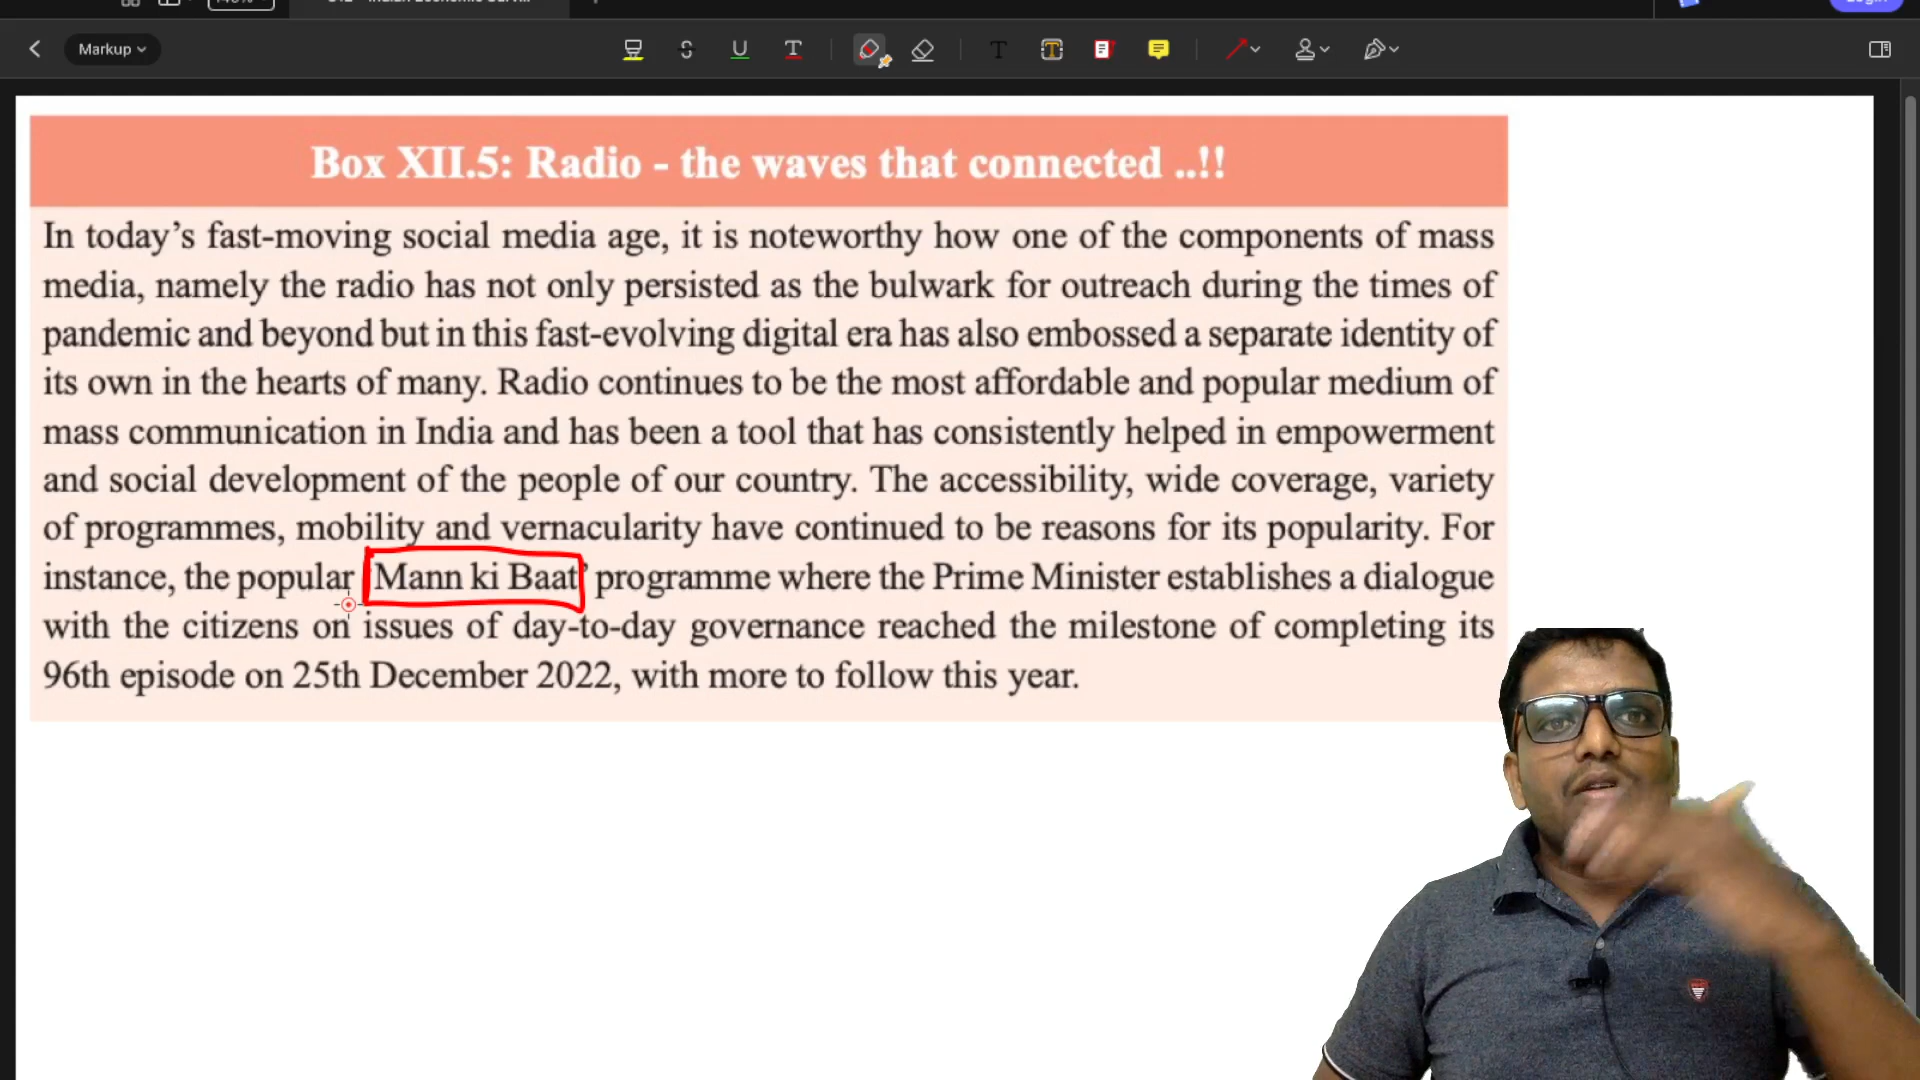 Markup
Box XII.5: Radio - the waves that connected ..!!
In today’s fast-moving social media age, it is noteworthy how one of the components of mass
media, namely the radio has not only persisted as the bulwark for outreach during the times of
pandemic and beyond but in this fast-evolving digital era has also embossed a separate identity of
its own in the hearts of many. Radio continues to be the most affordable and popular medium of
mass communication in India and has been a tool that has consistently helped in empowerment
and social development of the people of our country. The accessibility, wide coverage, variety
of programmes, mobility and vernacularity have continued to be reasons for its popularity. For
instance, the popular ‘Mann ki Baat’ programme where the Prime Minister establishes a dialogue
with the citizens on issues of day-to-day governance reached the milestone of completing its
96th episode on 25th December 2022, with more to follow this year.